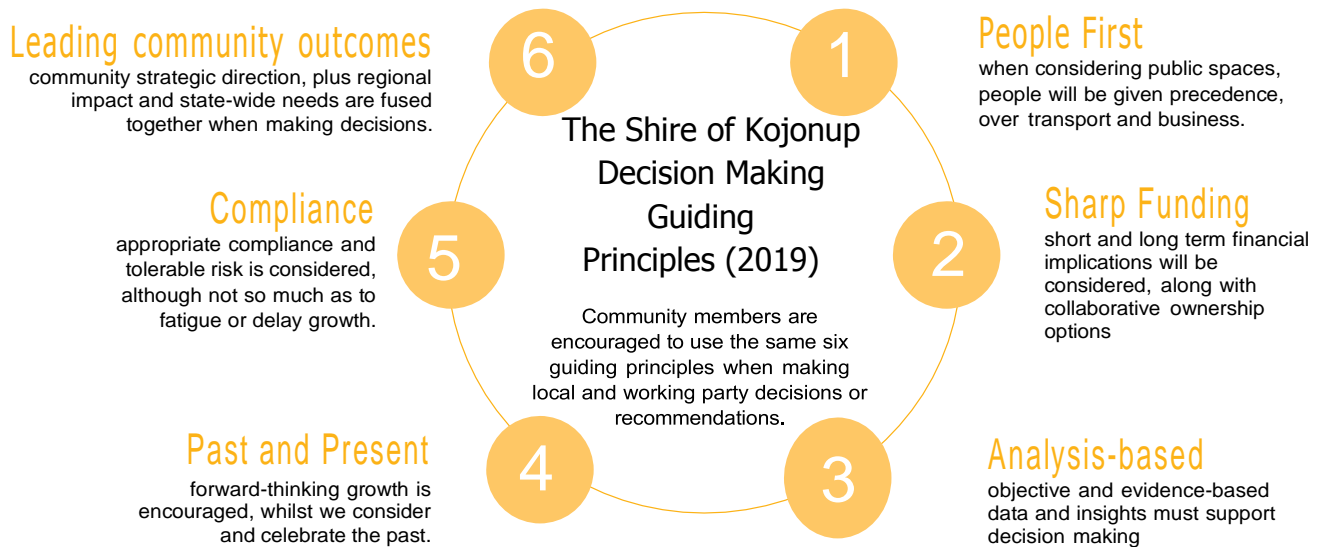 The Shire of Kojonup
Decision Making
Guiding
Principles (2019)
Community members are
encouraged to use the same six
guiding principles when making
local and working party decisions or
recommendations.
1
People First
when considering public spaces,
people will be given precedence,
over transport and business.
2
Sharp Funding
short and long term financial
implications will be
considered, along with
collaborative ownership
options
3
Analysis-based
objective and evidence-based
data and insights must support
decision making
4
Past and Present
forward-thinking growth is
encouraged, whilst we consider
and celebrate the past.
5
Compliance
appropriate compliance and
tolerable risk is considered,
although not so much as to
fatigue or delay growth.
6
Leading community outcomes
community strategic direction, plus regional
impact and state-wide needs are fused
together when making decisions.